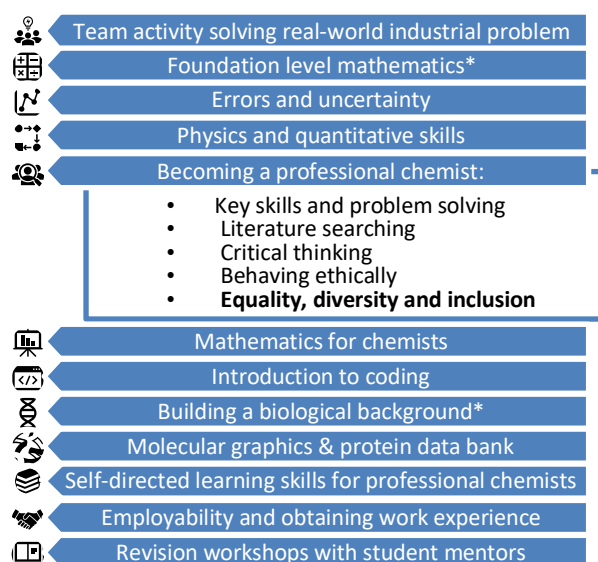 Team activity solving real-world industrial problem
Foundation level mathematics*
Errors and uncertainty
Physics and quantitative skills
Becoming a professional chemist:
• Key skills and problem solving
• Literature searching
• Critical thinking
• Behaving ethically
• Equality, diversity and inclusion
Mathematics for chemists
Introduction to coding
Building a biological background*
Molecular graphics & protein data bank
Self-directed learning skills for professional chemists
Employability and obtaining work experience
Revision workshops with student mentors